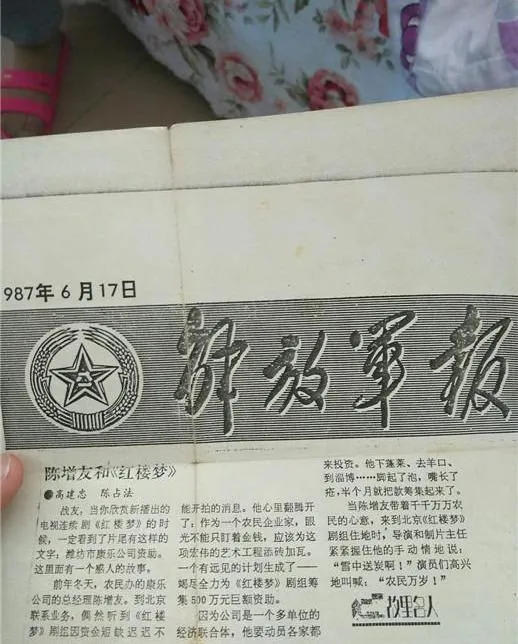 987年6月17日
解放军报
陈增友和《红楼梦》
●高建忠 陈占法
战友，当你欣赏新播出的
电视连续剧《红楼梦》的时
候，一定看到了片尾有这样的
文字：潍坊市康乐公司资助。
这里面有一个感人的故事。
前年冬天，农民办的康乐
公司的总经理陈增友，到北京
联系业务，偶然听到《红楼
梦》剧组因资金短缺迟迟不
能开拍的消息。他心里翻腾开
了：作为一个农民企业家，眼
光不能只盯着金钱，应该为这
项宏伟的艺术工程添砖加瓦。
一个有远见的计划生成了——
竭尽全力为《红楼梦》剧组筹
集500万元巨额资助。
因为公司是一个多单位的
经济联合体，他要动员各家都
来投资。他下蓬莱、去羊口、
到淄博……脚起了泡，嘴长了
疮，半个月就把款筹集起来了。
当陈增友带着千千万万农
民的心意，来到北京《红楼梦》
剧组住地时，导演和制片主任
紧紧握住他的手动情地说：
“雪中送炭啊！”演员们高兴
地叫喊：“农民万岁！”